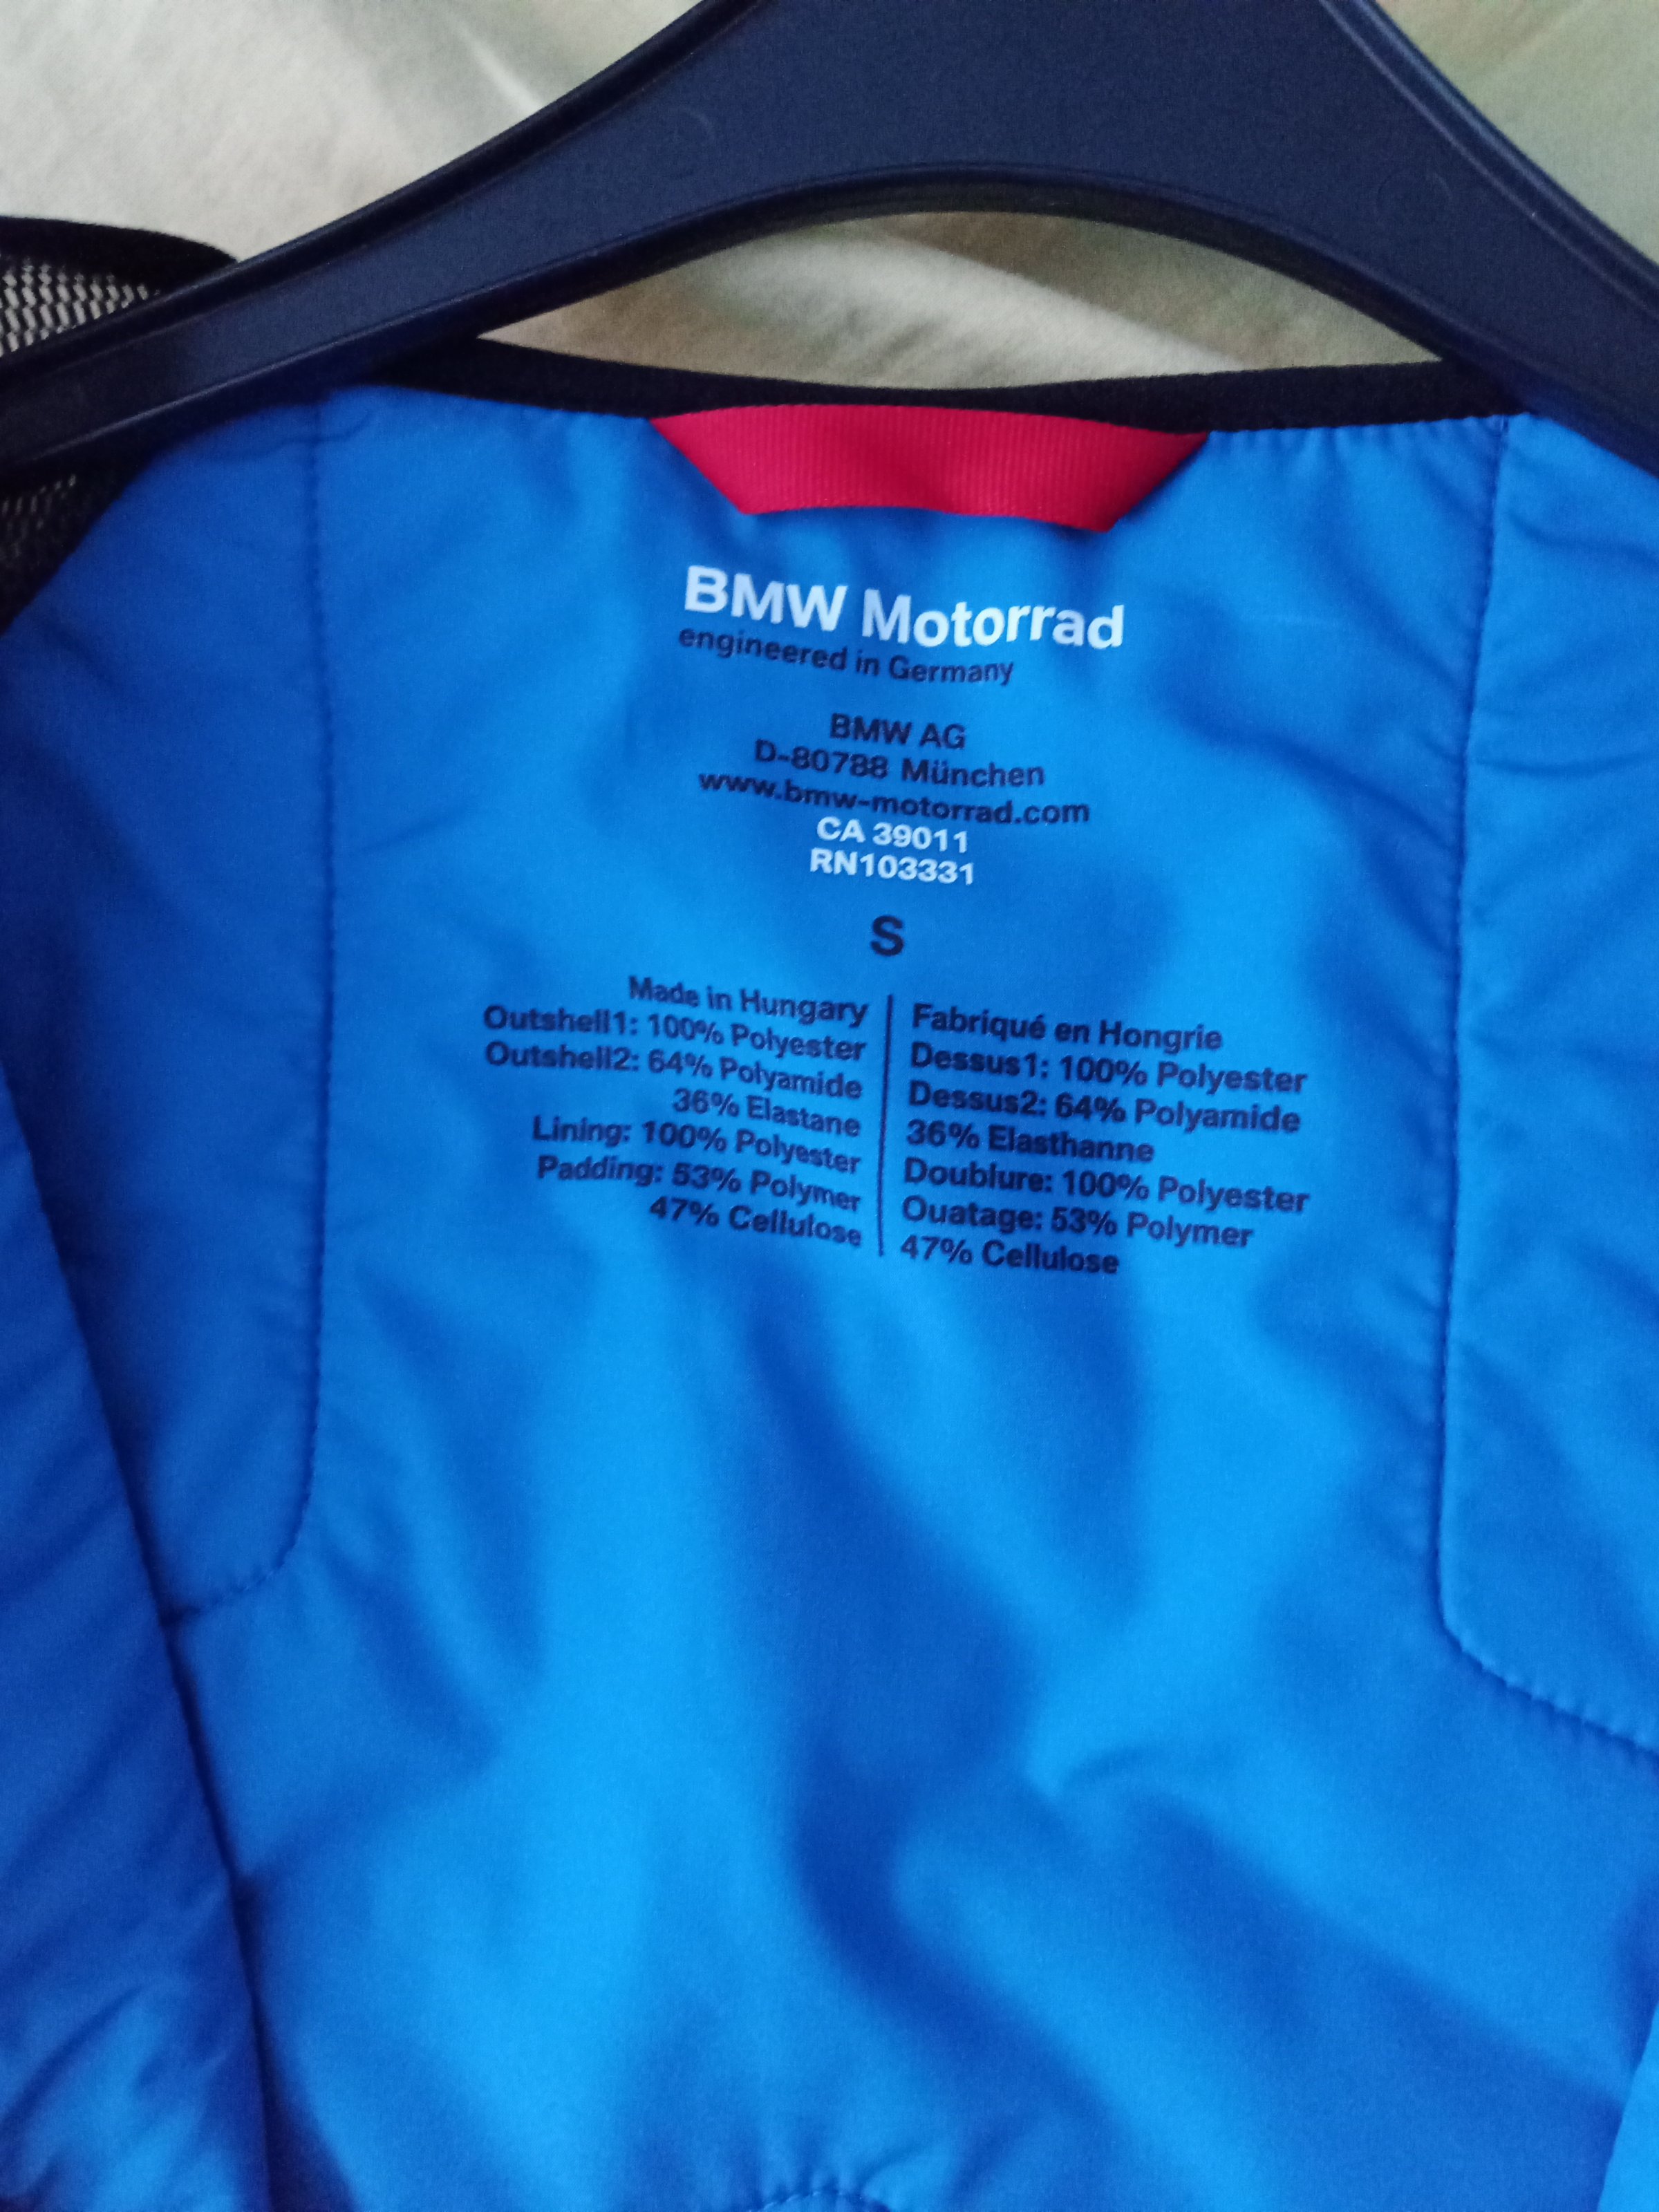 BMW Motorrad
engineered in Germany
BMW AG
D-80788 München
www.bmw-motorrad.com
CA 39011
RN103331
S
Made in Hungary
Outshell1: 100% Polyester
Outshell2: 64% Polyamide
36% Elastane
Lining: 100% Polyester
Padding: 53% Polymer
47% Cellulose
Fabriqué en Hongrie
Dessus1: 100% Polyester
Dessus2: 64% Polyamide
36% Elasthanne
Doublure: 100% Polyester
Ouatage: 53% Polymer
47% Cellulose